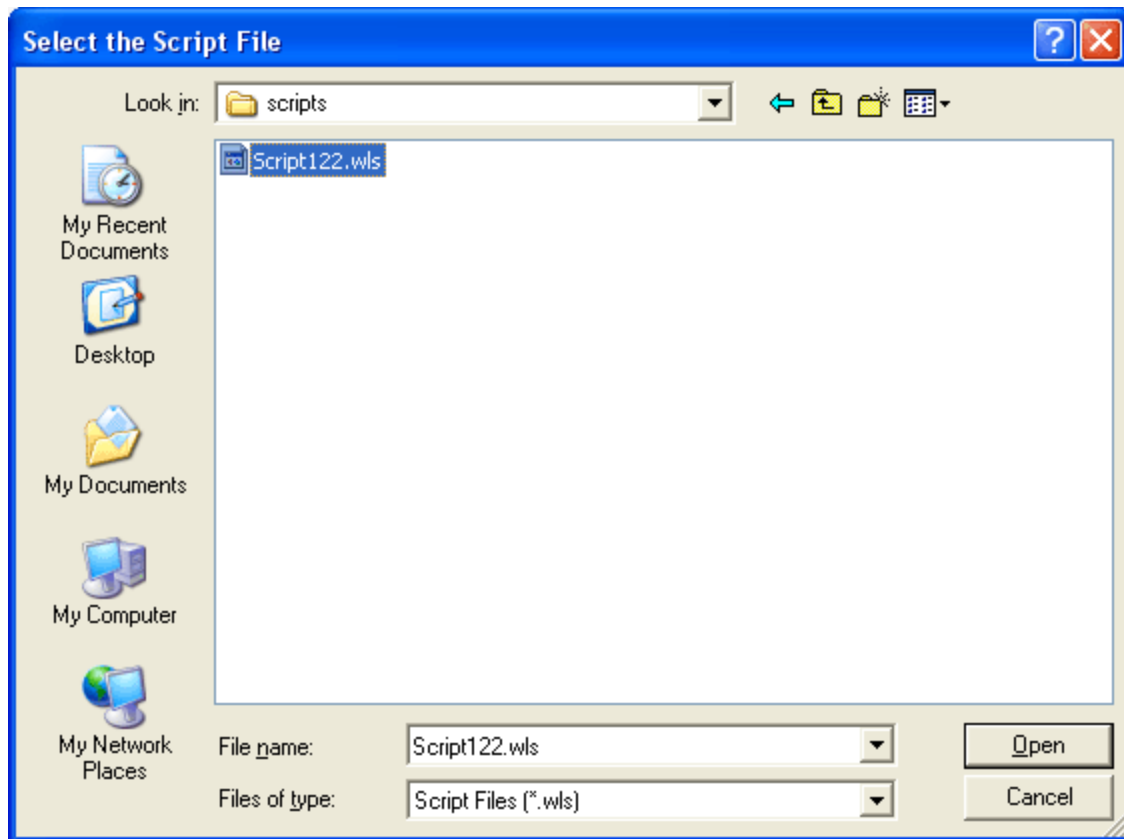 Select the Script File
Look in:
scripts
Script122.wls
My Recent
Documents
Desktop
My Documents
My Computer
My Network
Places
File name:
Script122.wls
Open
Files of type:
Script Files (*.wls)
Cancel